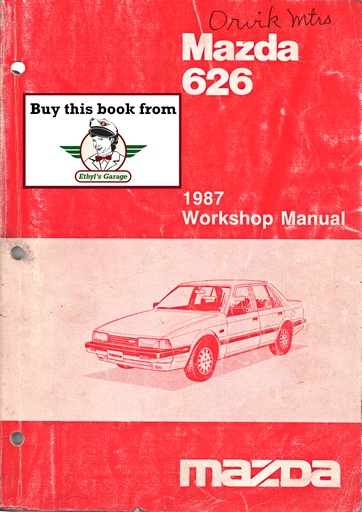 Orvik Mtrs
Mazda
626
Buy this book from
Ethyl's Garage
1987
Workshop Manual
mazda